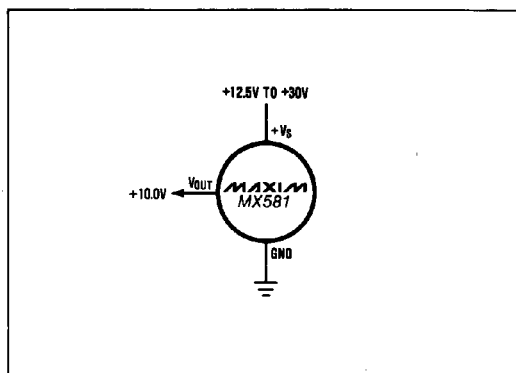 +12.5V TO +30V
+VS
VOUT
+10.0V
MAXIM
MX581
GND